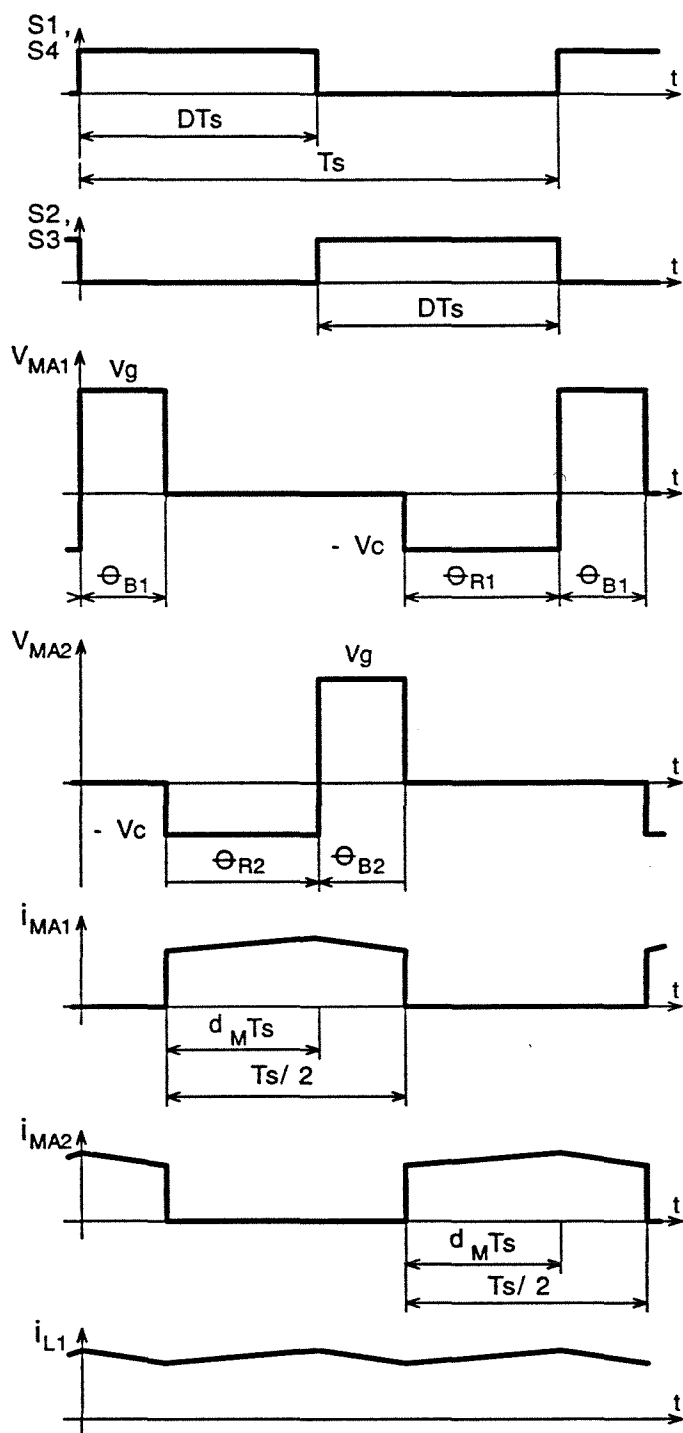 S1,
S4
t
DTs
Ts
S2,
S3
t
DTs
VMA1
Vg
t
- Vc
ΘB1
ΘR1
ΘB1
VMA2
Vg
t
- Vc
ΘR2
ΘB2
iMA1
t
dMTs
Ts/ 2
iMA2
t
dMTs
Ts/ 2
iL1
t